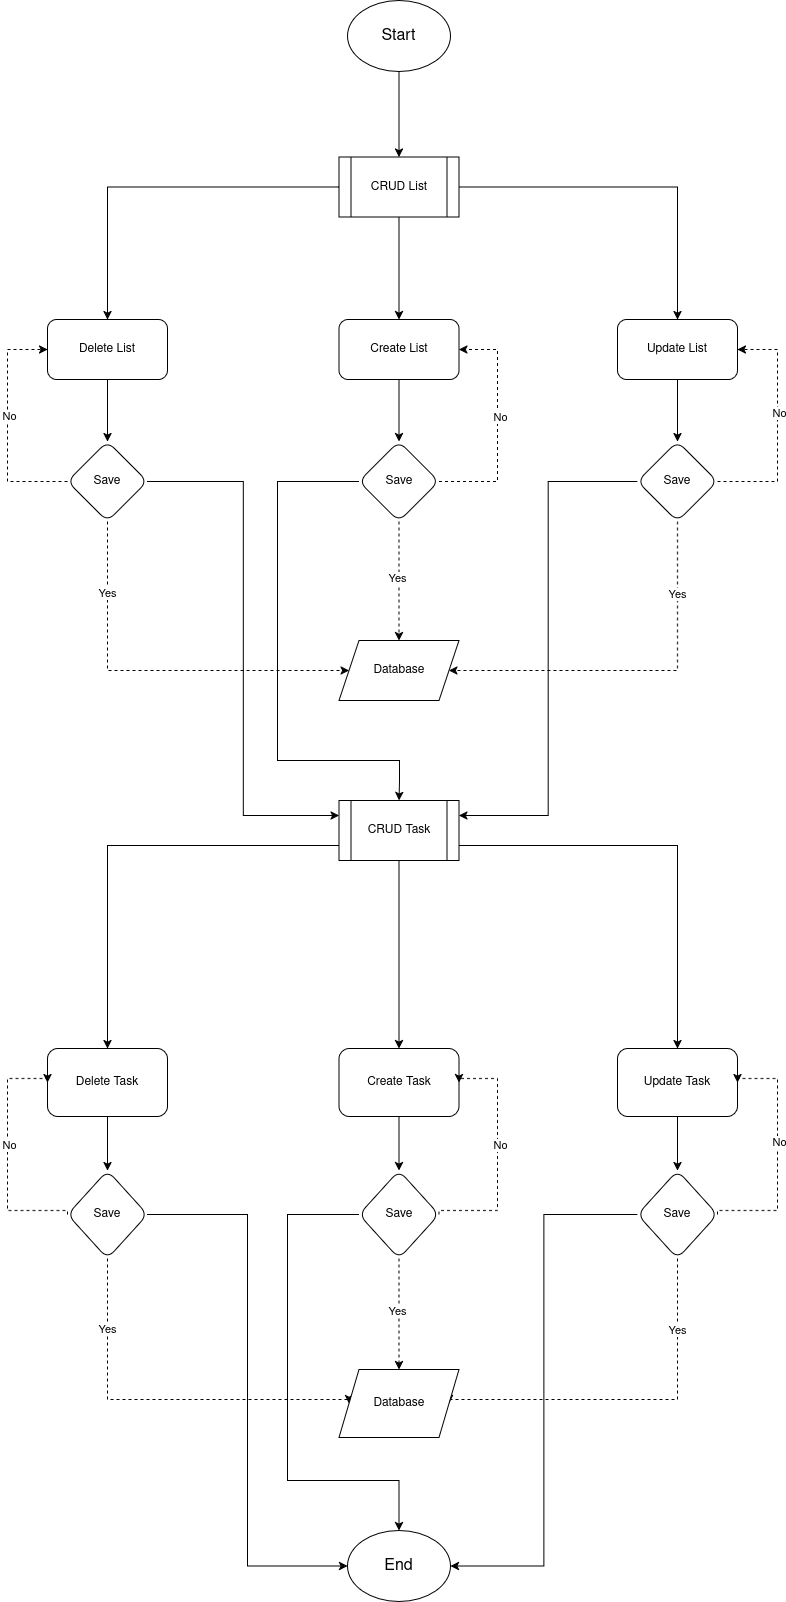 Start
CRUD List
Delete List
Create List
Update List
No
No
No
Save
Save
Save
Yes
Yes
Yes
Database
CRUD Task
Delete Task
Create Task
Update Task
No
No
No
Save
Save
Save
Yes
Yes
Yes
Database
End